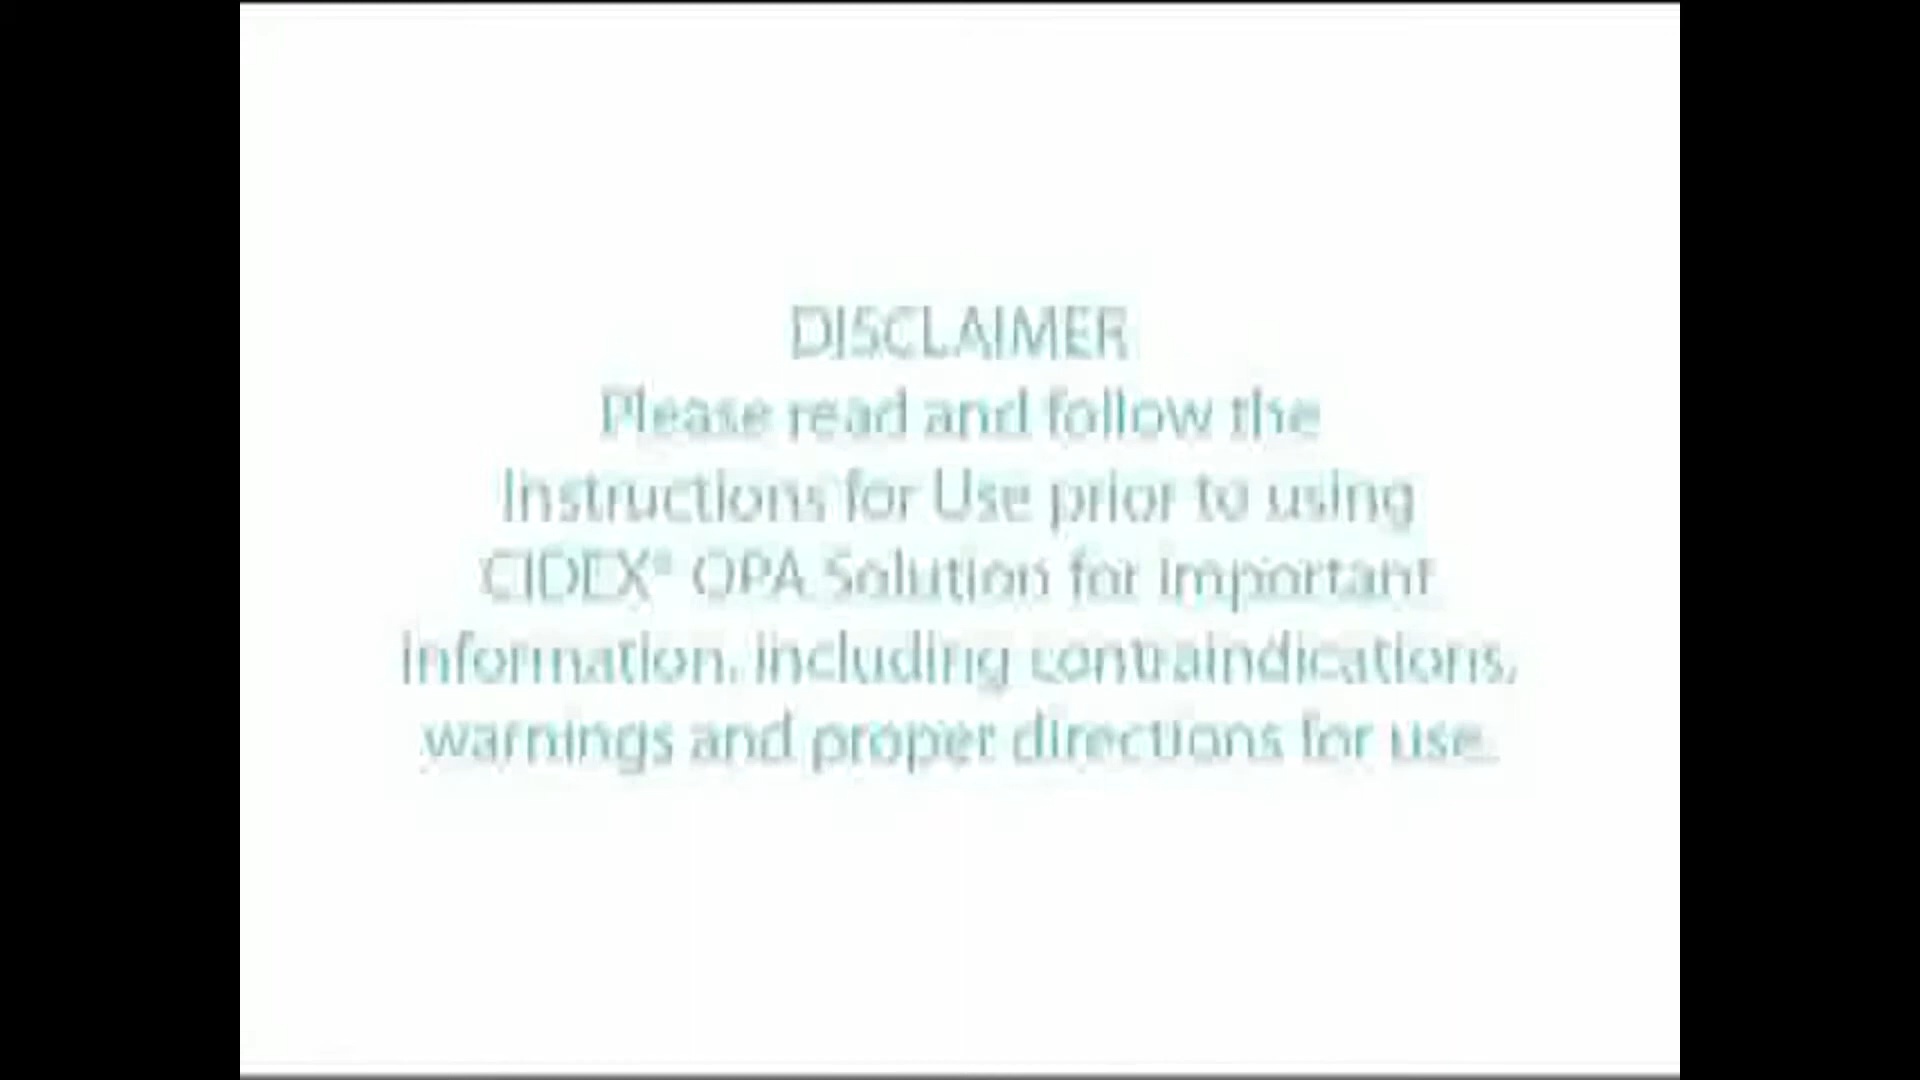 DISCLAIMER
Please read and follow the
Instructions for Use prior to using
CIDEX® OPA Solution for important
information, including contraindications,
warnings and proper directions for use.